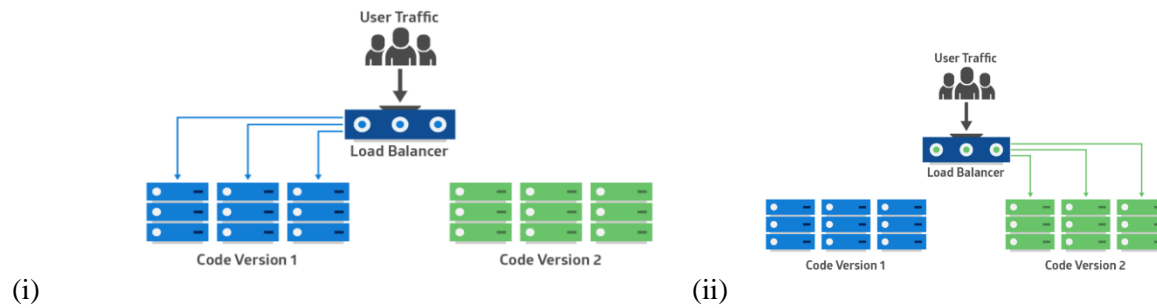 User Traffic
Load Balancer
Code Version 1
Code Version 2
(i)
User Traffic
Load Balancer
Code Version 1
Code Version 2
(ii)